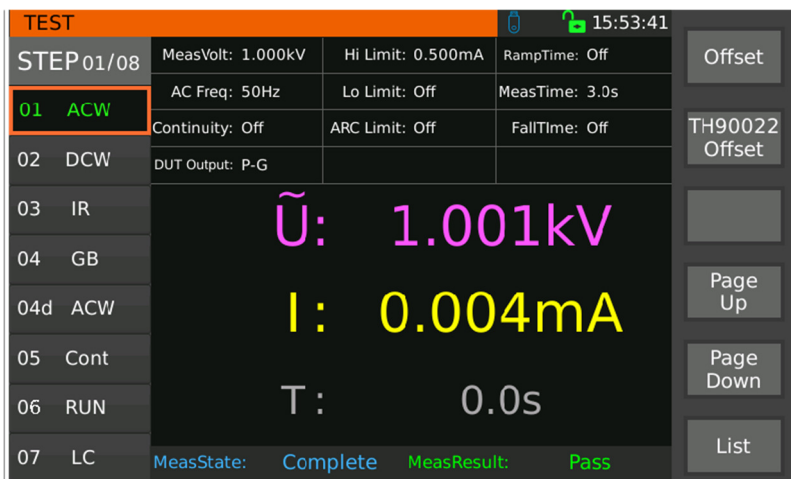 TEST 15:53:41
STEP 01/08
01 ACW
02 DCW
03 IR
04 GB
04d ACW
05 Cont
06 RUN
07 LC
MeasVolt: 1.000kV Hi Limit: 0.500mA RampTime: Off
AC Freq: 50Hz Lo Limit: Off MeasTime: 3.0s
Continuity: Off ARC Limit: Off FallTIme: Off
DUT Output: P-G
Ũ: 1.001kV
I: 0.004mA
T: 0.0s
MeasState: Complete MeasResult: Pass
Offset
TH90022
Offset
Page
Up
Page
Down
List